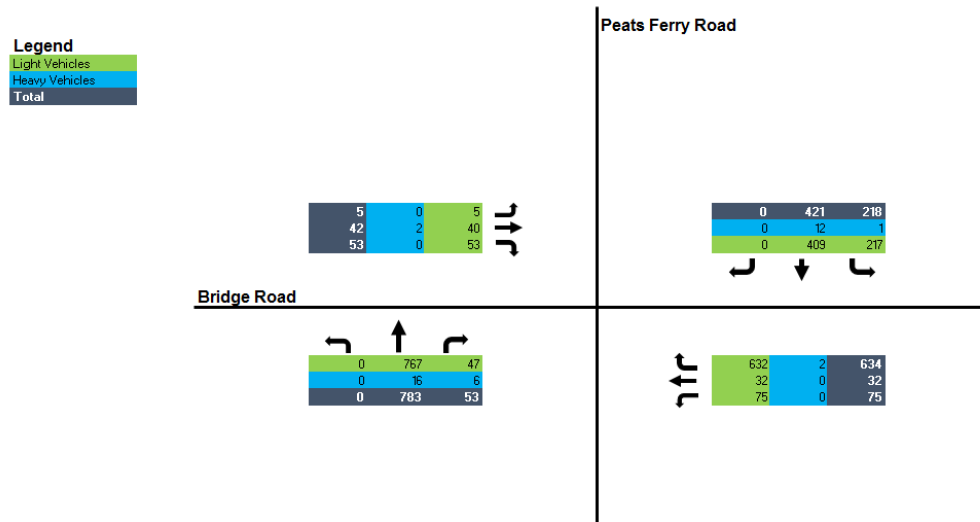 Peats Ferry Road
Legend
Light Vehicles
Heavy Vehicles
Total
5 0 5
42 2 40
53 0 53
0 421 218
0 12 1
0 409 217
Bridge Road
0 767 47
0 16 6
0 783 53
632 2 634
32 0 32
75 0 75